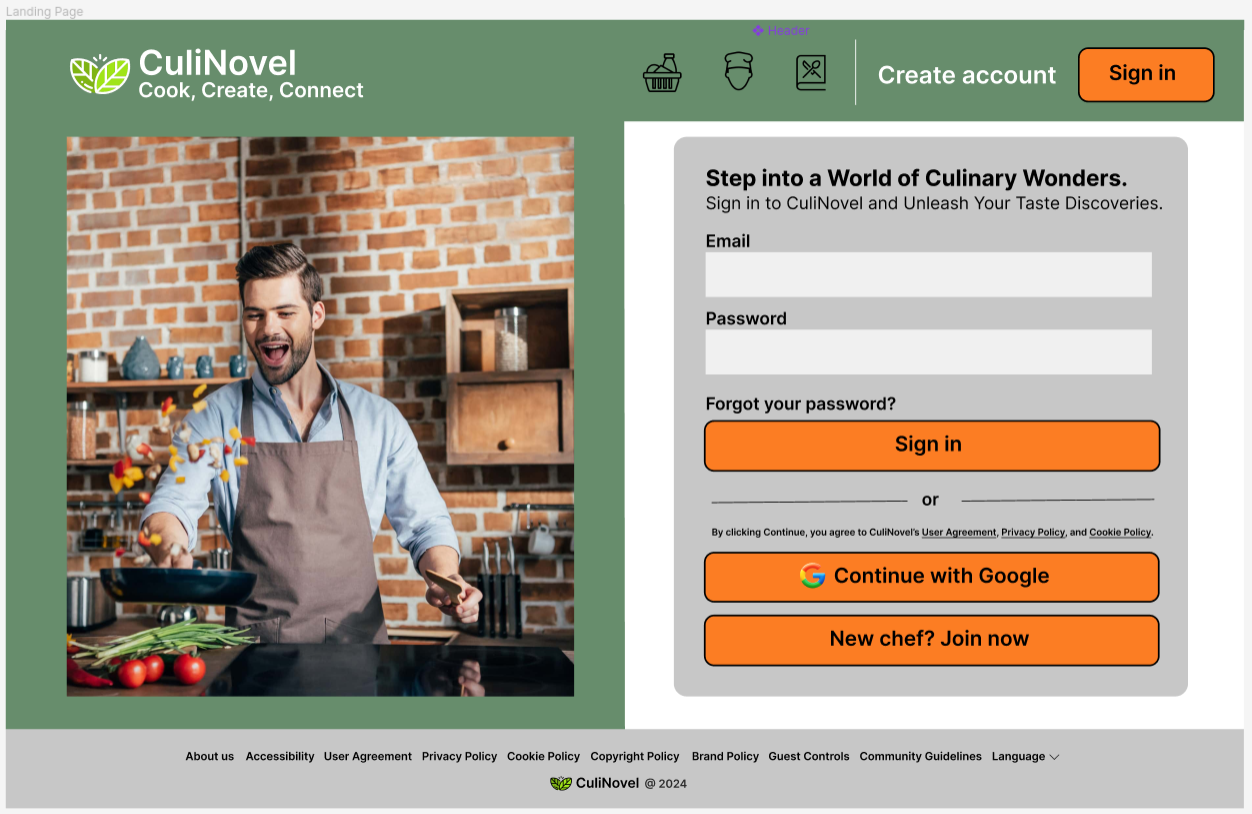 Landing Page
Header
CuliNovel
Cook, Create, Connect
Create account
Sign in
Step into a World of Culinary Wonders.
Sign in to CuliNovel and Unleash Your Taste Discoveries.
Email
Password
Forgot your password?
Sign in
or
By clicking Continue, you agree to CuliNovel's User Agreement, Privacy Policy, and Cookie Policy.
Continue with Google
New chef? Join now
About us Accessibility User Agreement Privacy Policy Cookie Policy Copyright Policy Brand Policy Guest Controls Community Guidelines Language
CuliNovel @ 2024